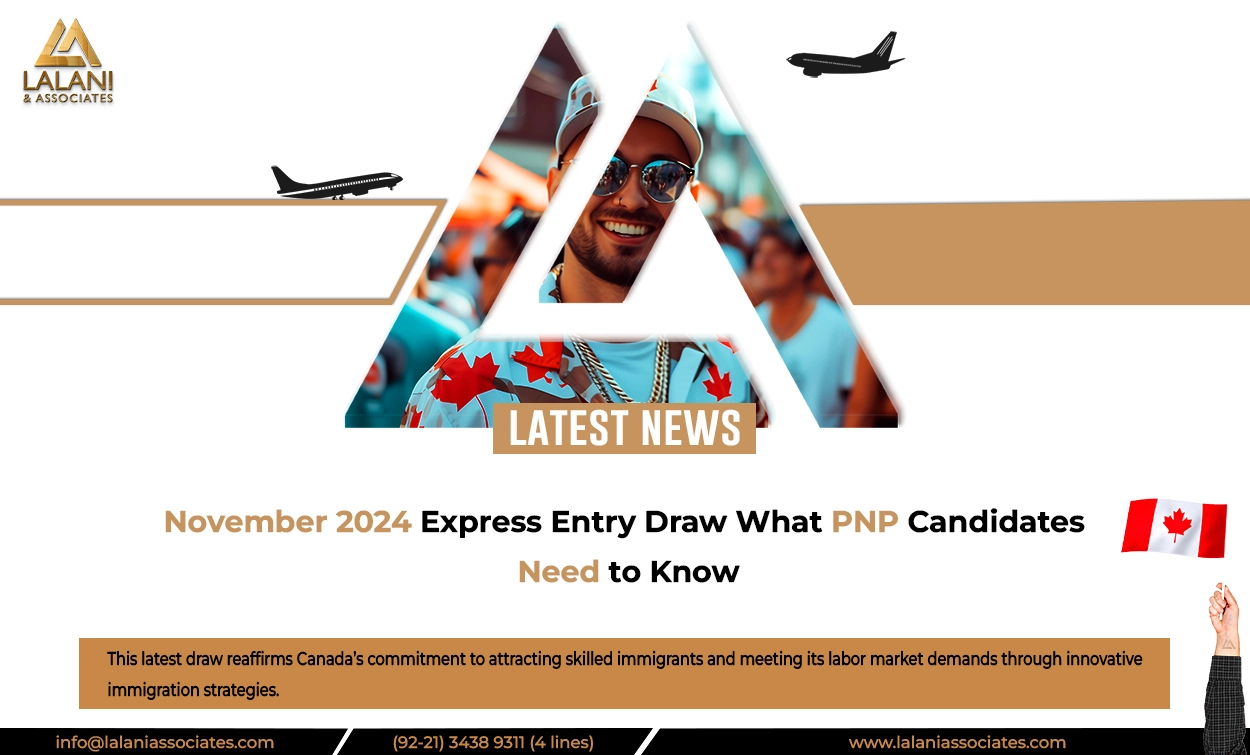 LALANI
& ASSOCIATES
LATEST NEWS
November 2024 Express Entry Draw What PNP Candidates
Need to Know
This latest draw reaffirms Canada's commitment to attracting skilled immigrants and meeting its labor market demands through innovative
immigration strategies.
info@lalaniassociates.com
(92-21) 3438 9311 (4 lines)
www.lalaniassociates.com